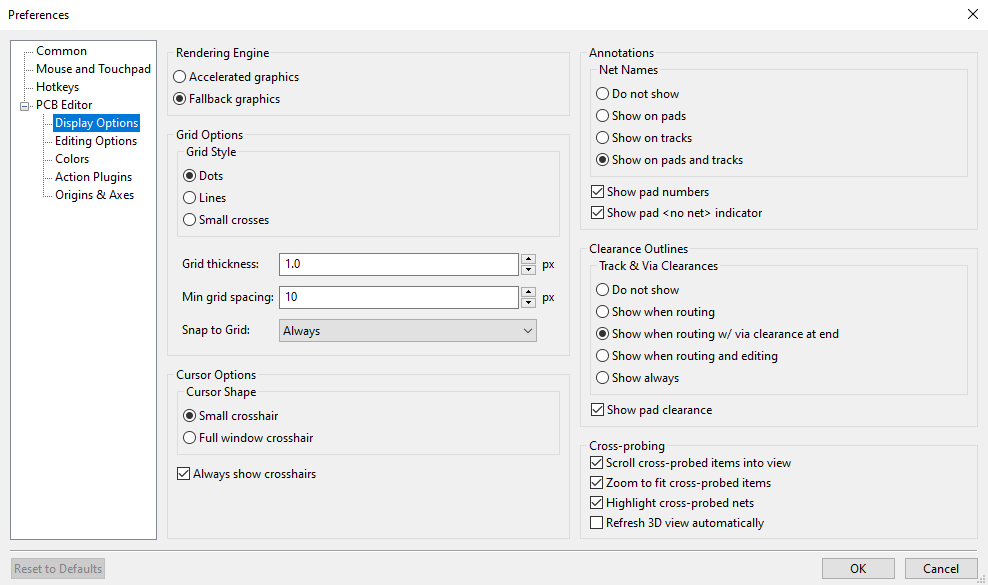 Preferences
Common
Mouse and Touchpad
Hotkeys
PCB Editor
Display Options
Editing Options
Colors
Action Plugins
Origins & Axes
Rendering Engine
Accelerated graphics
Fallback graphics
Grid Options
Grid Style
Dots
Lines
Small crosses
Grid thickness: 1.0 px
Min grid spacing: 10 px
Snap to Grid: Always
Cursor Options
Cursor Shape
Small crosshair
Full window crosshair
Always show crosshairs
Annotations
Net Names
Do not show
Show on pads
Show on tracks
Show on pads and tracks
Show pad numbers
Show pad <no net> indicator
Clearance Outlines
Track & Via Clearances
Do not show
Show when routing
Show when routing w/ via clearance at end
Show when routing and editing
Show always
Show pad clearance
Cross-probing
Scroll cross-probed items into view
Zoom to fit cross-probed items
Highlight cross-probed nets
Refresh 3D view automatically
Reset to Defaults
OK
Cancel